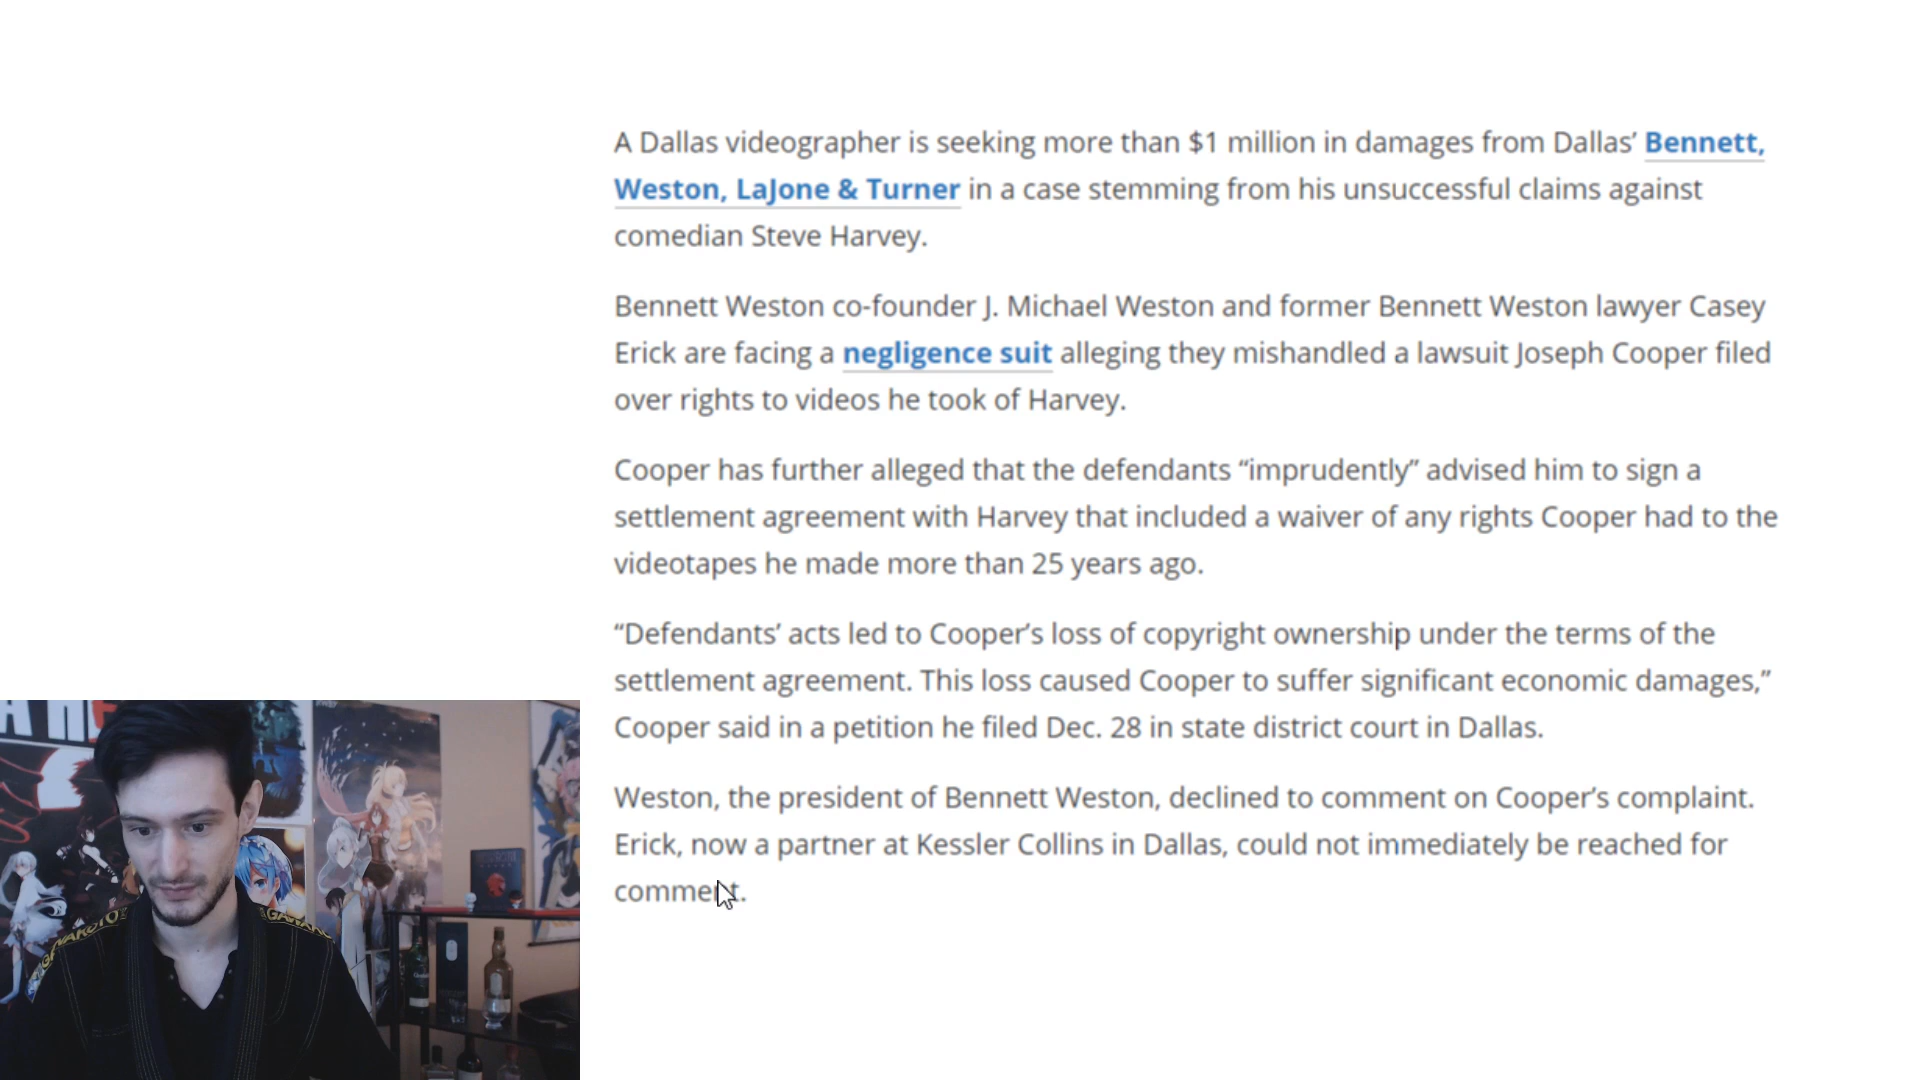 A Dallas videographer is seeking more than $1 million in damages from Dallas’ Bennett,
Weston, LaJone & Turner in a case stemming from his unsuccessful claims against
comedian Steve Harvey.
Bennett Weston co-founder J. Michael Weston and former Bennett Weston lawyer Casey
Erick are facing a negligence suit alleging they mishandled a lawsuit Joseph Cooper filed
over rights to videos he took of Harvey.
Cooper has further alleged that the defendants “imprudently” advised him to sign a
settlement agreement with Harvey that included a waiver of any rights Cooper had to the
videotapes he made more than 25 years ago.
“Defendants’ acts led to Cooper’s loss of copyright ownership under the terms of the
settlement agreement. This loss caused Cooper to suffer significant economic damages,”
Cooper said in a petition he filed Dec. 28 in state district court in Dallas.
Weston, the president of Bennett Weston, declined to comment on Cooper’s complaint.
Erick, now a partner at Kessler Collins in Dallas, could not immediately be reached for
comment.